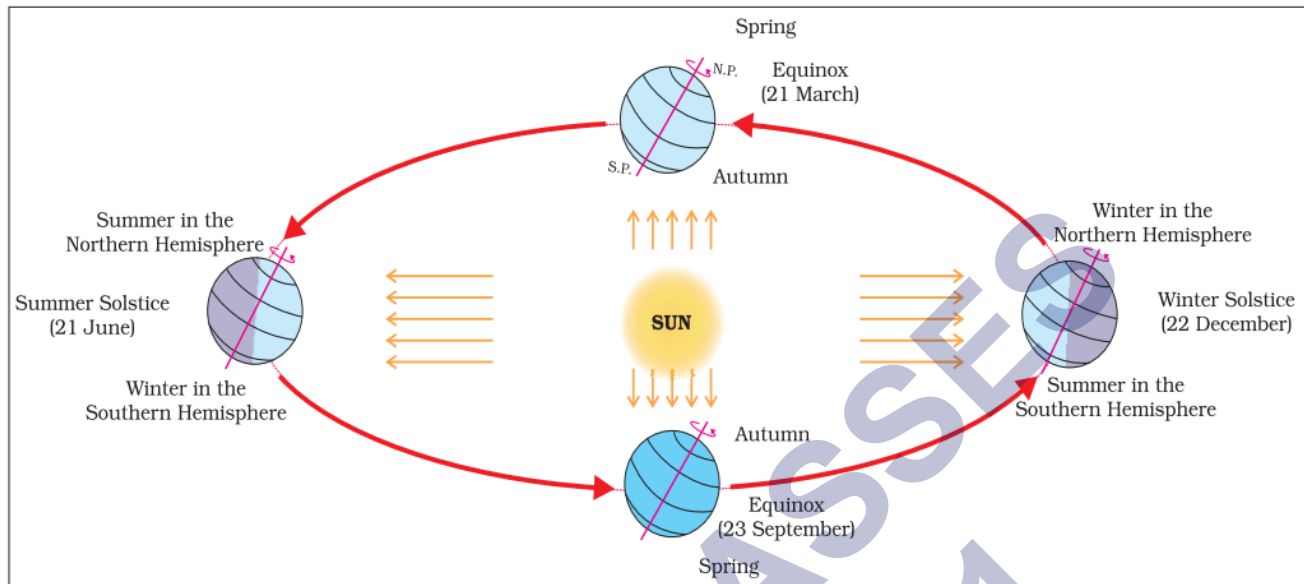 Spring
N.P.
Equinox
(21 March)
S.P.
Autumn
Summer in the
Northern Hemisphere
Winter in the
Northern Hemisphere
Summer Solstice
(21 June)
SUN
Winter Solstice
(22 December)
Winter in the
Southern Hemisphere
Summer in the
Southern Hemisphere
Autumn
Equinox
(23 September)
Spring
ASSES
1